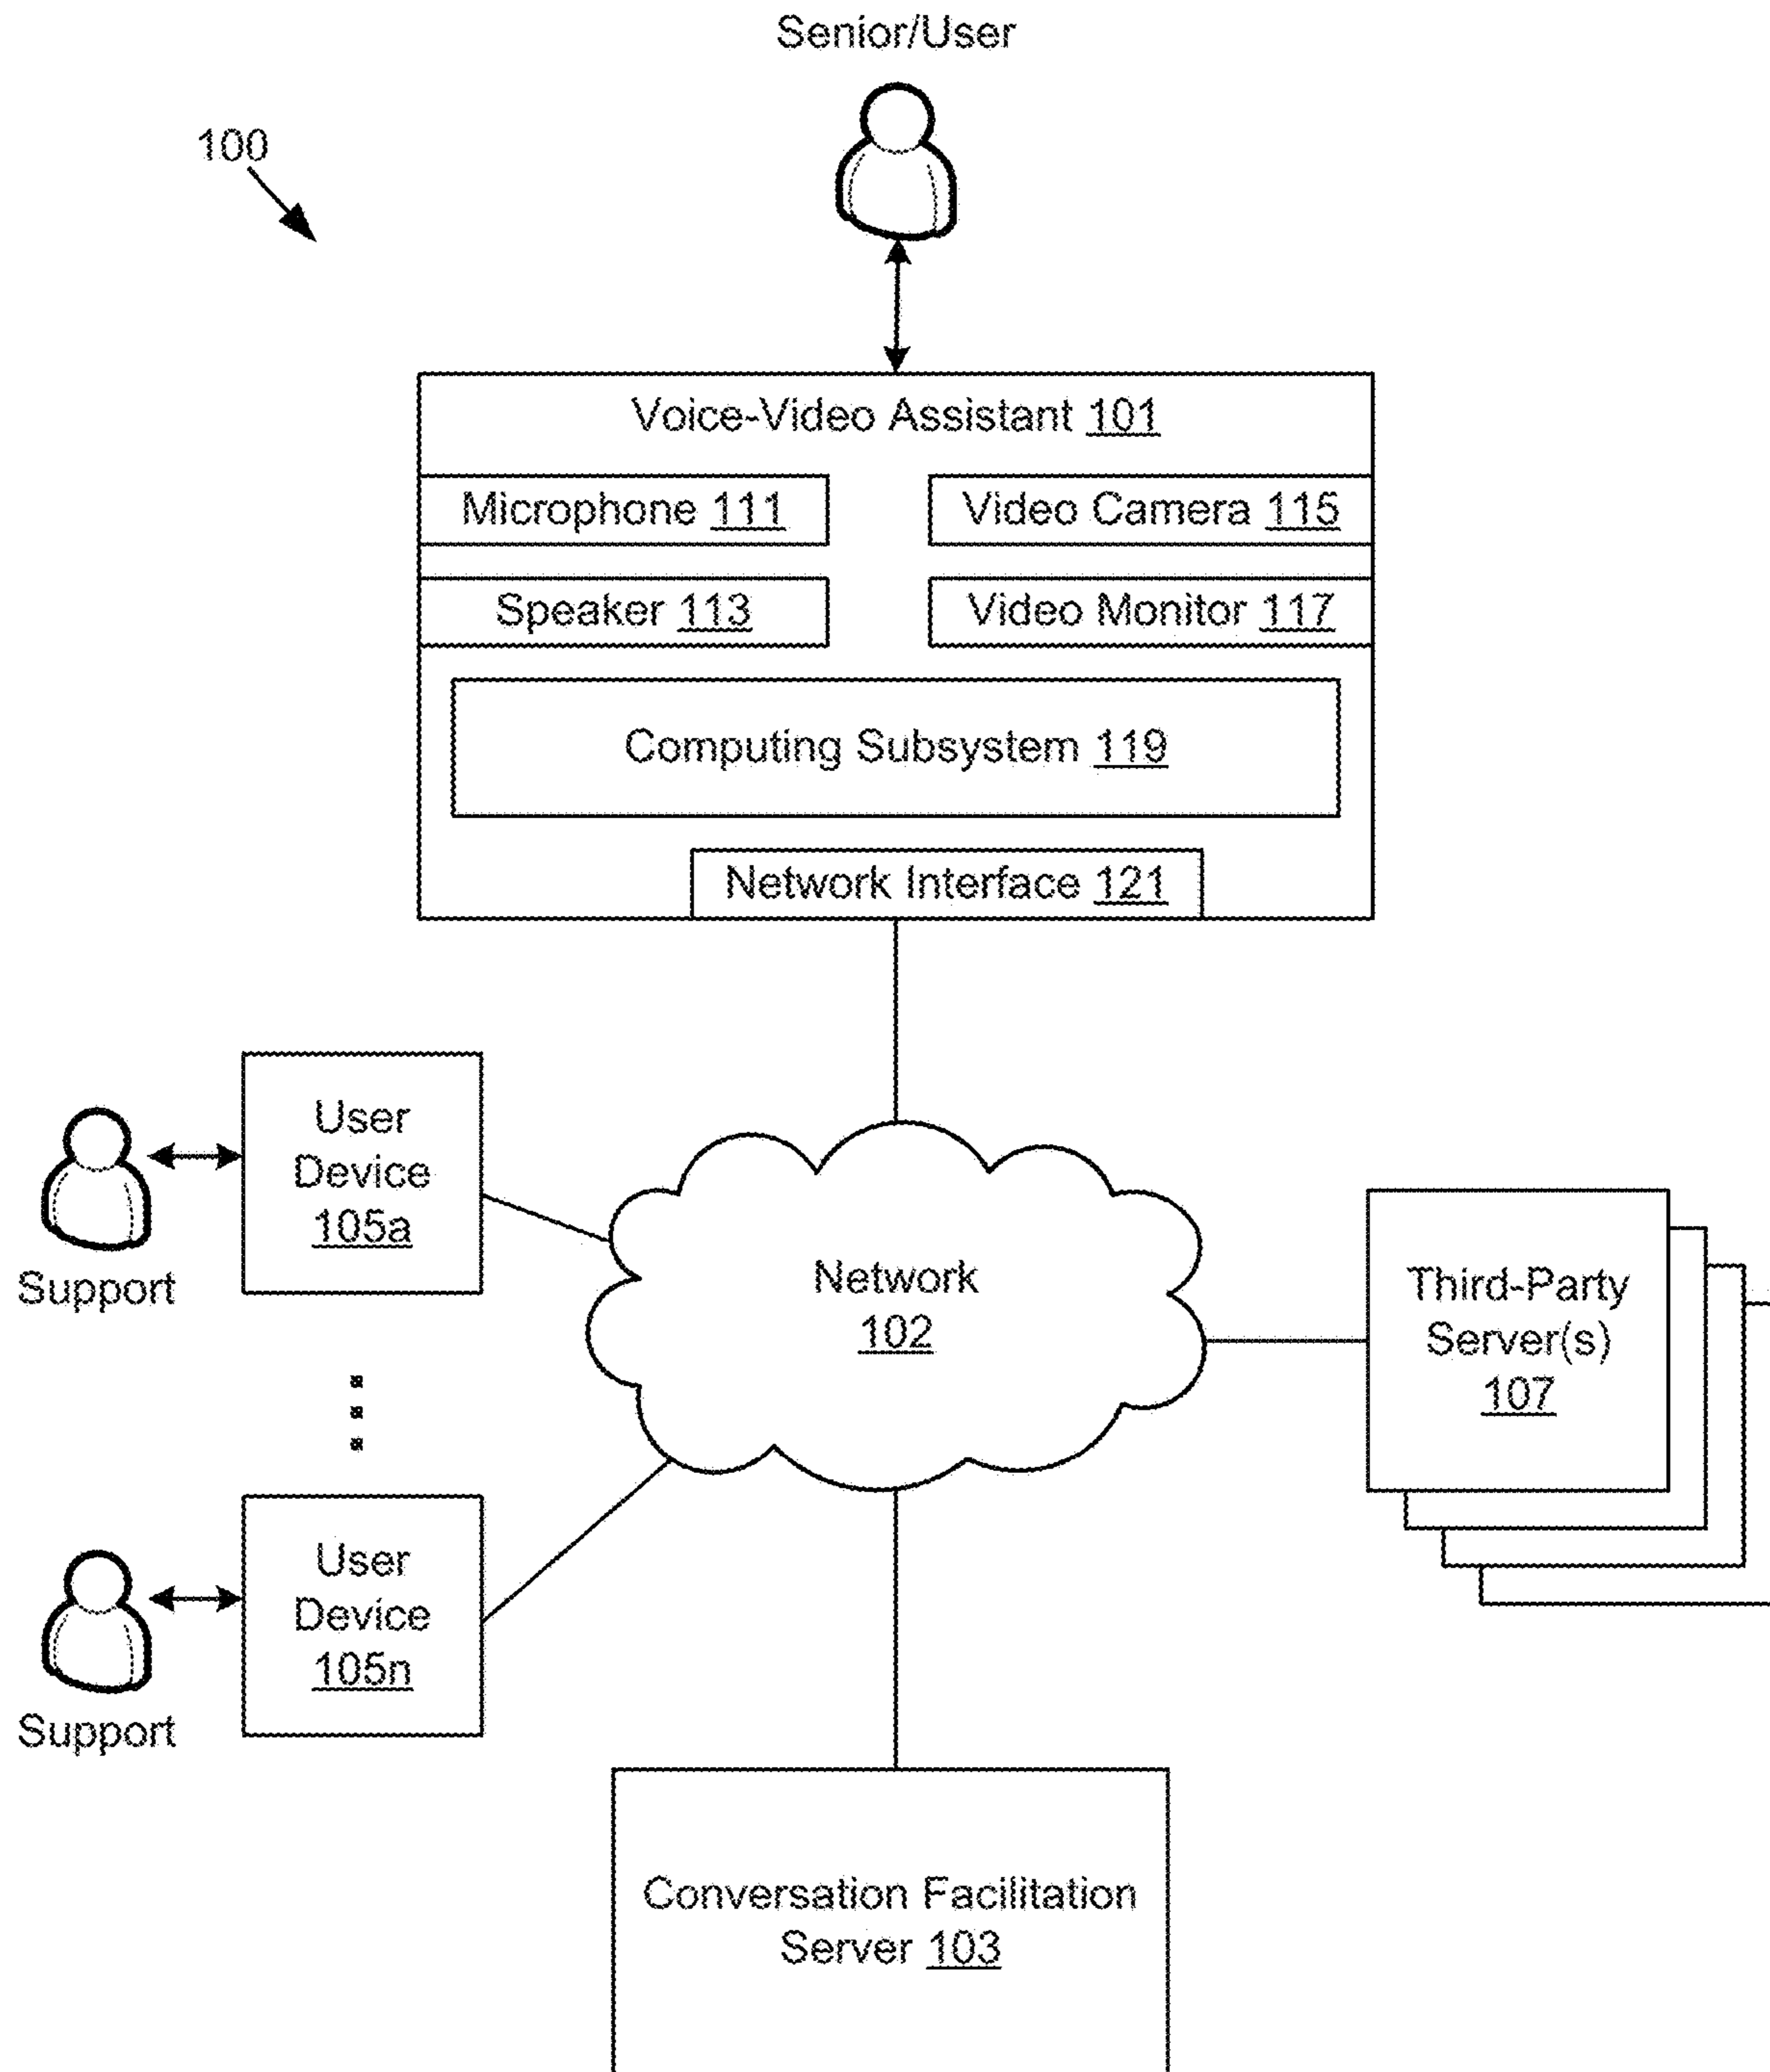 Senior/User
100
Voice-Video Assistant 101
Microphone 111
Video Camera 115
Speaker 113
Video Monitor 117
Computing Subsystem 119
Network Interface 121
User
Device
105a
Support
Network
102
Third-Party
Server(s)
107
User
Device
105n
Support
Conversation Facilitation
Server 103